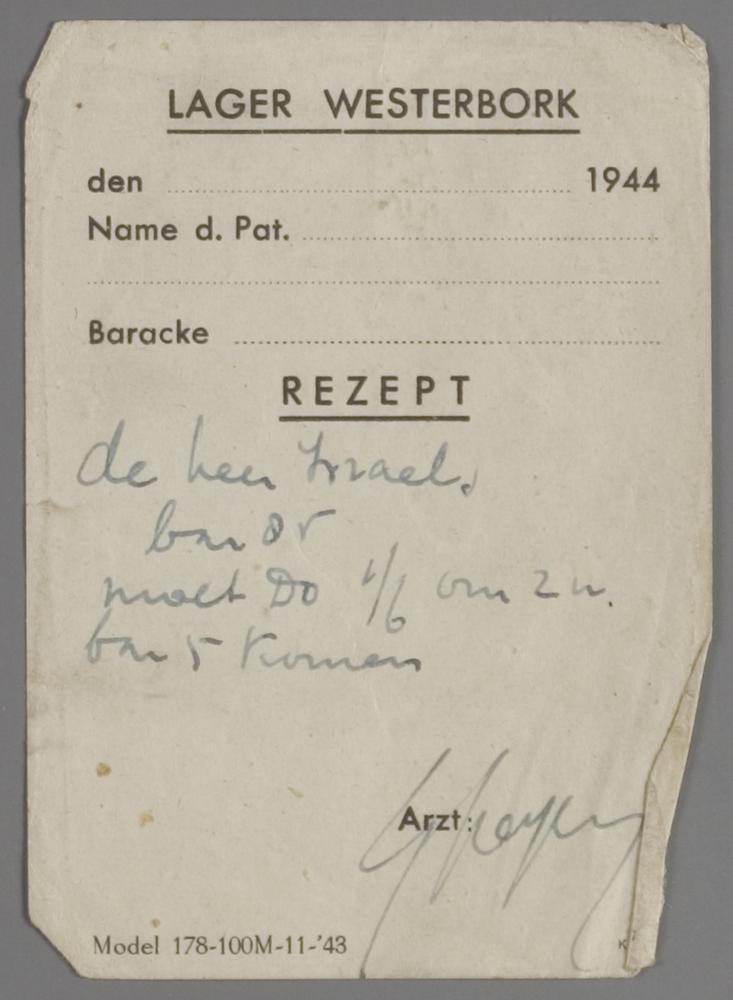 LAGER WESTERBORK
den 1944
Name d. Pat.
Baracke
REZEPT
de heer Israels
bar 85
moet Do 1/6 om 2 u.
bar 5 komen
Arzt:
Model 178-100M-11-'43
K